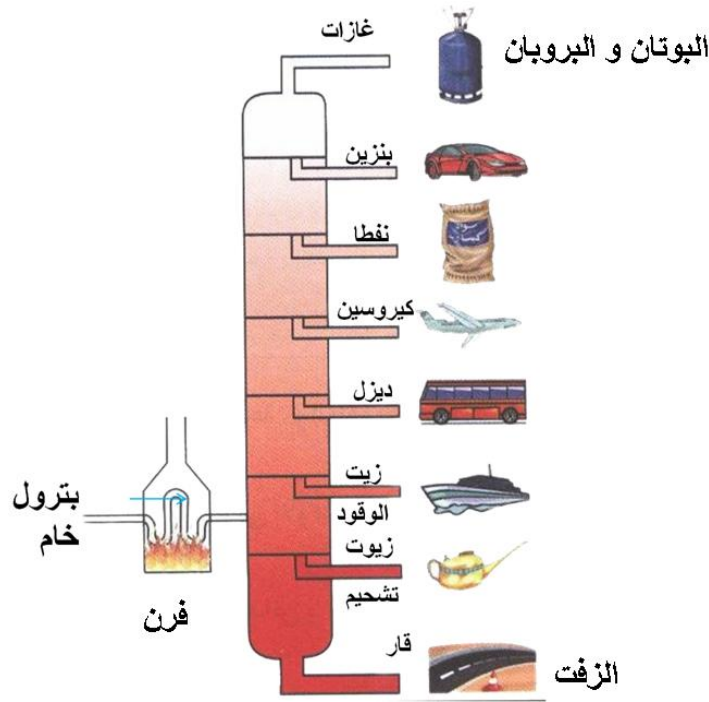 غازات
البوتان و البروبان
بنزين
نفطا
كيروسين
ديزل
زيت
الوقود
زيوت
تشحيم
قار
الزفت
بترول
خام
فرن